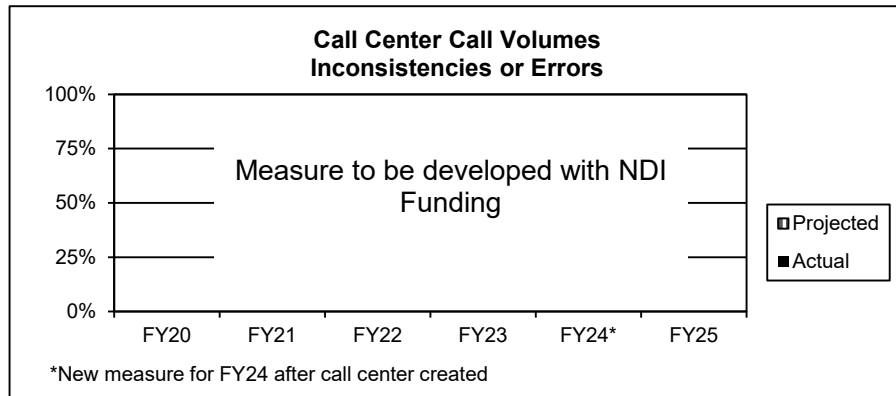 Call Center Call Volumes
Inconsistencies or Errors
100%
75%
50%
25%
0%
Measure to be developed with NDI
Funding
Projected
Actual
FY20 FY21 FY22 FY23 FY24* FY25
*New measure for FY24 after call center created